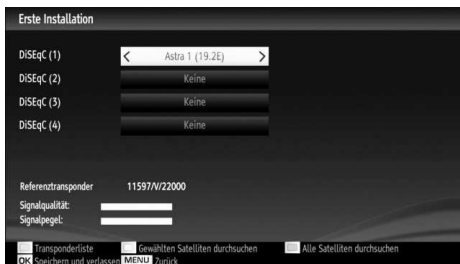 Erste Installation
DiSEqC (1) Astra 1 (19.2E)
DiSEqC (2) Keine
DiSEqC (3) Keine
DiSEqC (4) Keine
Referenztransponder 11597/V/22000
Signalqualität:
Signalpegel:
Transponderliste Gewählten Satelliten durchsuchen Alle Satelliten durchsuchen
OK Speichern und verlassen MENU Zurück